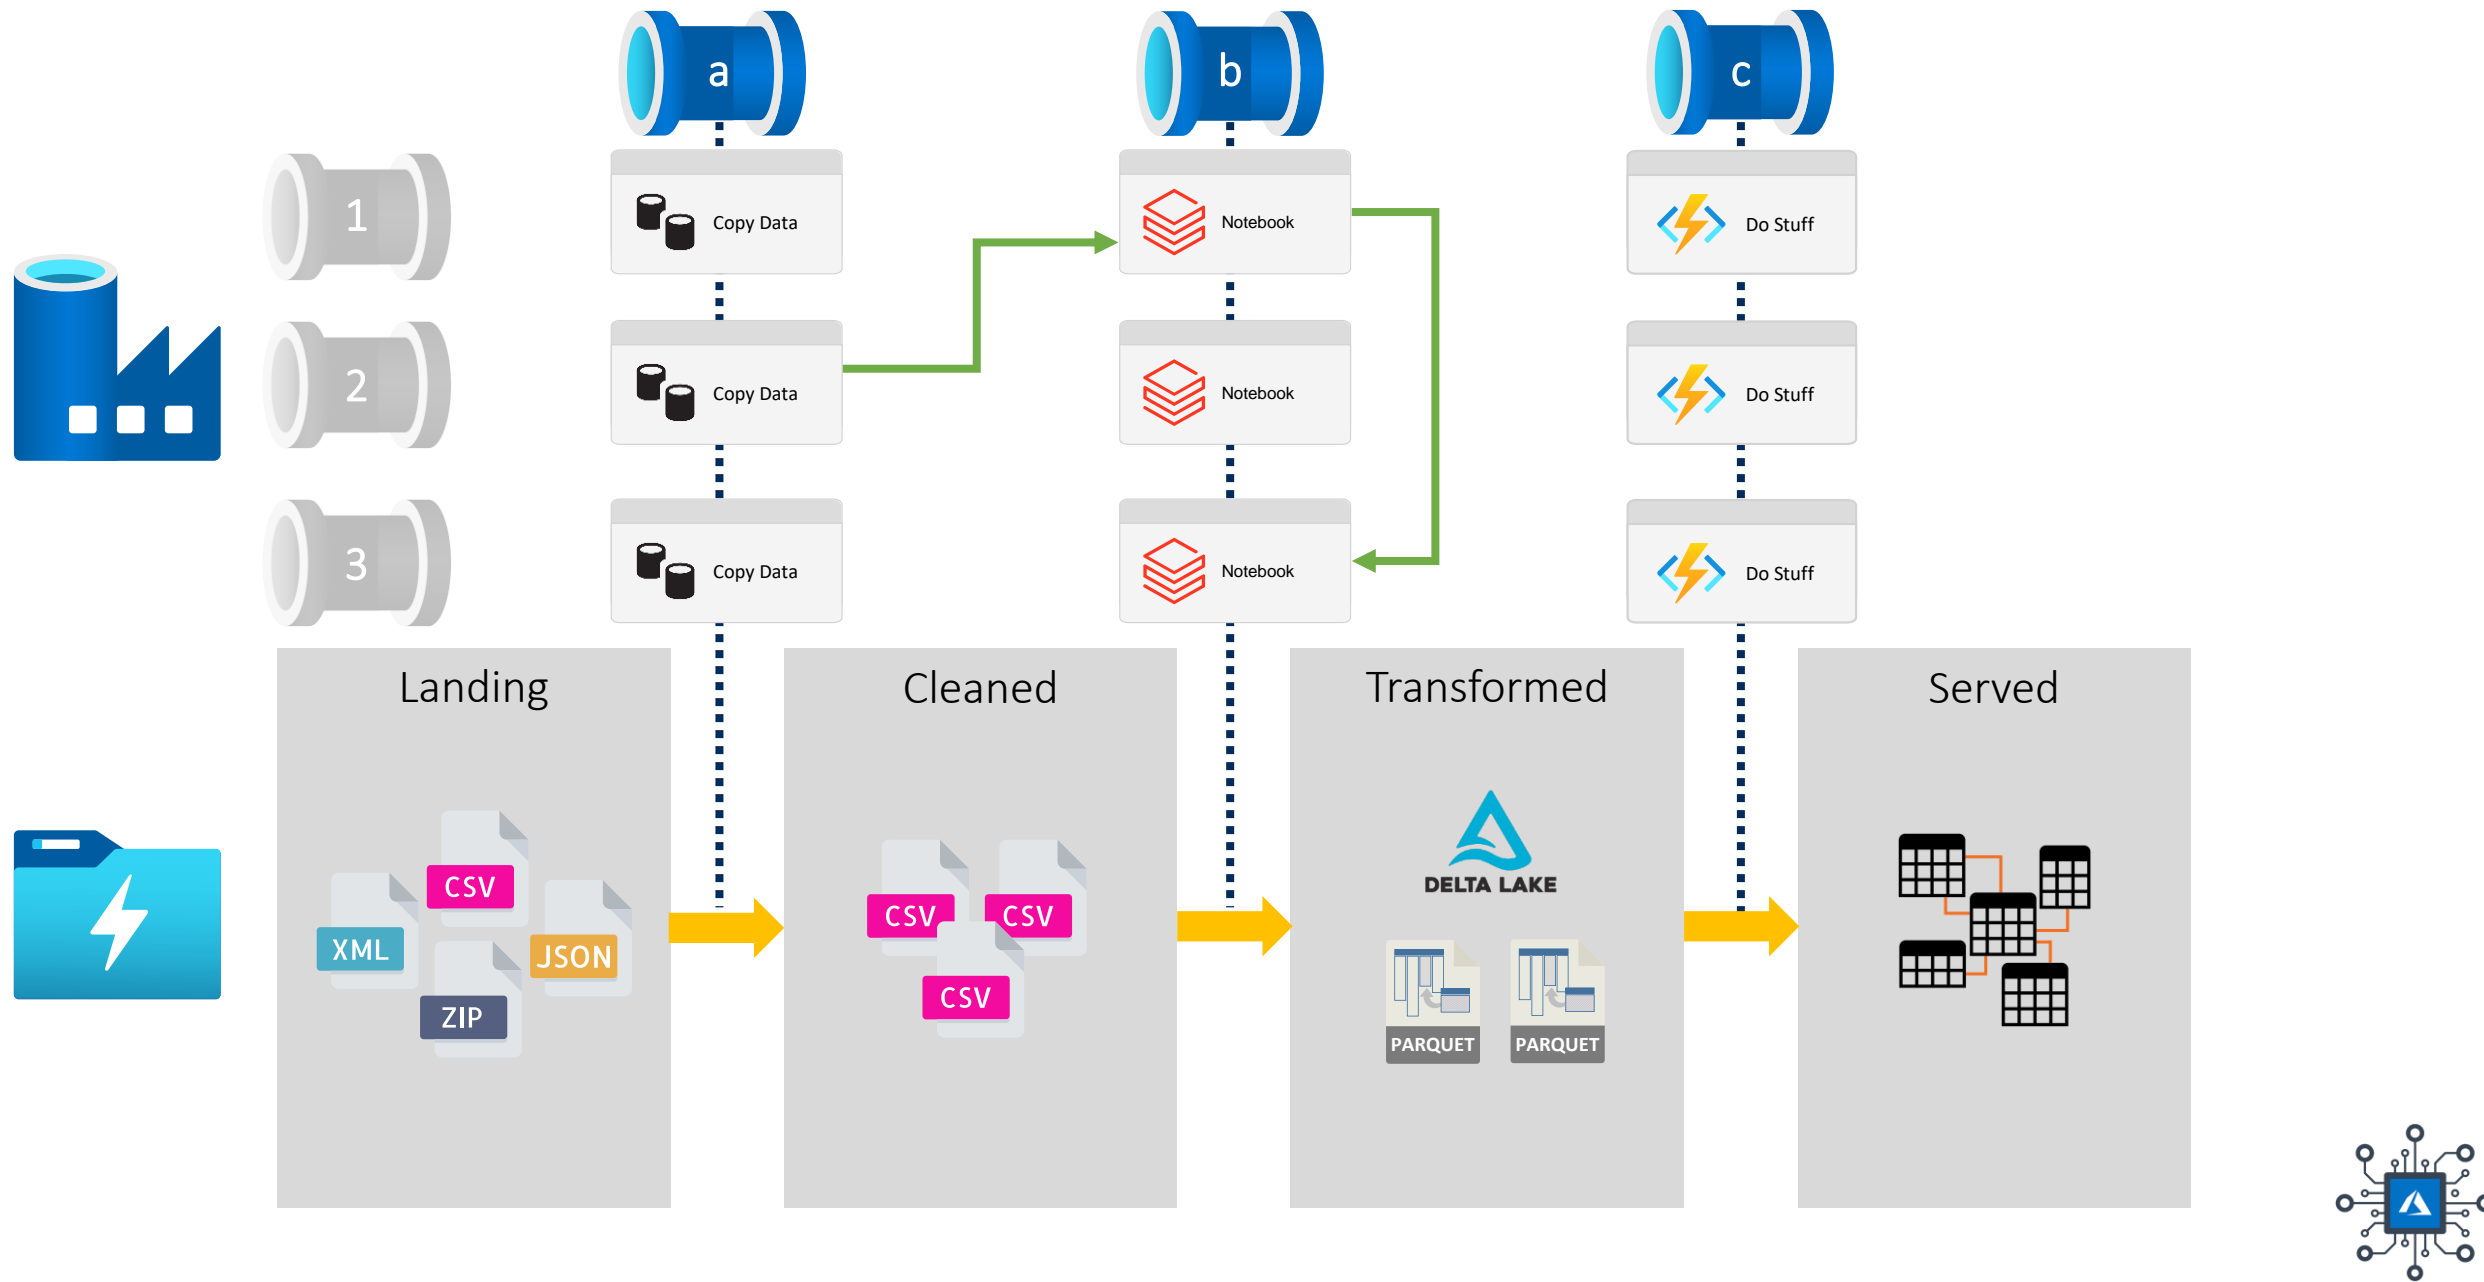 a
b
c
1
Copy Data
Notebook
Do Stuff
2
Copy Data
Notebook
Do Stuff
3
Copy Data
Notebook
Do Stuff
Landing
Cleaned
Transformed
Served
CSV
XML
JSON
ZIP
CSV
CSV
CSV
DELTA LAKE
PARQUET
PARQUET